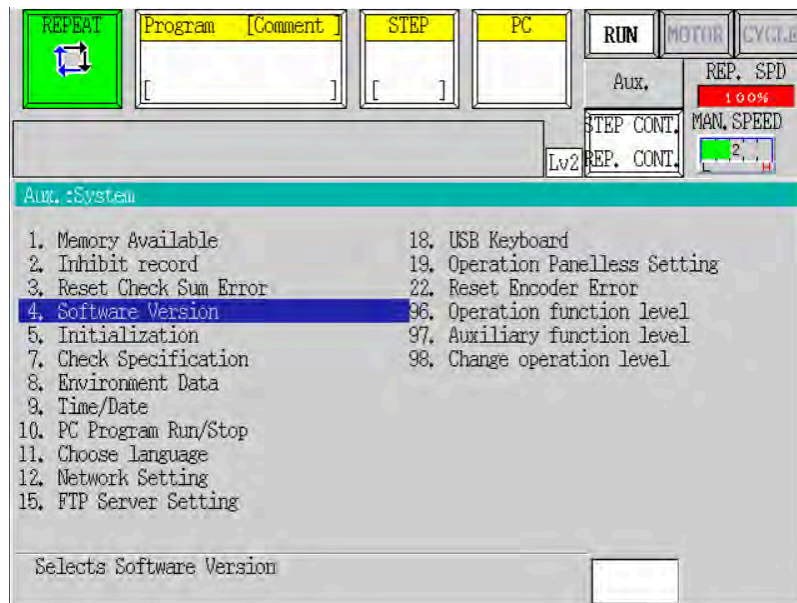 REPEAT
Program [Comment ]
[ ]
STEP
[ ]
PC
RUN
MOTOR
CYCLE
Aux.
REP. SPD
100%
STEP CONT.
REP. CONT.
MAN.SPEED
2
L H
Lv2
Aux.:System
1. Memory Available
2. Inhibit record
3. Reset Check Sum Error
4. Software Version
5. Initialization
7. Check Specification
8. Environment Data
9. Time/Date
10. PC Program Run/Stop
11. Choose language
12. Network Setting
15. FTP Server Setting
18. USB Keyboard
19. Operation Panelless Setting
22. Reset Encoder Error
96. Operation function level
97. Auxiliary function level
98. Change operation level
Selects Software Version